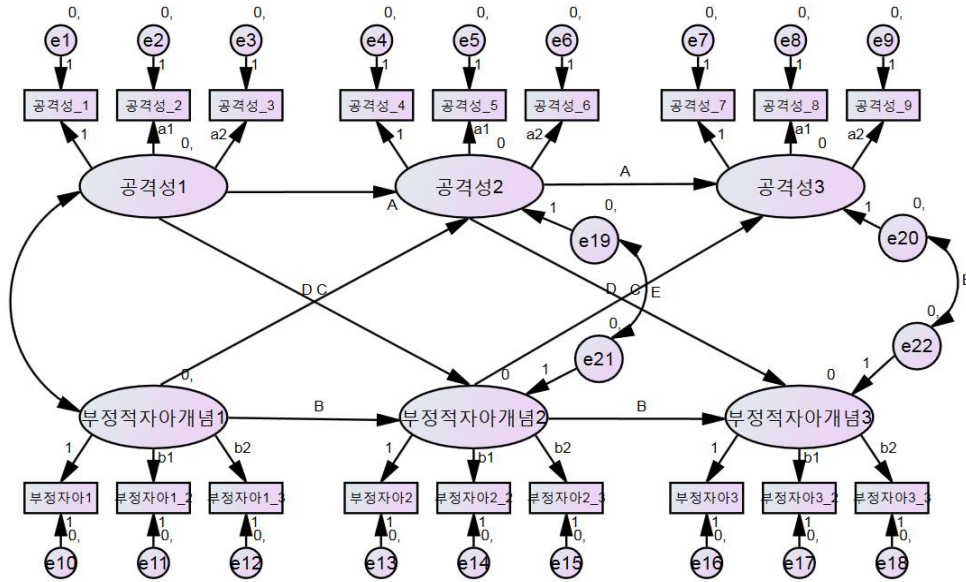 0, 0, 0, 0, 0, 0, 0, 0, 0,
e1 e2 e3 e4 e5 e6 e7 e8 e9
1 1 1 1 1 1 1 1 1
공격성_1 공격성_2 공격성_3 공격성_4 공격성_5 공격성_6 공격성_7 공격성_8 공격성_9
1 a1 a2 1 a1 a2 1 a1 a2
0, 0 0
공격성1 공격성2 공격성3
A A
1 0, 1 0,
e19 e20
D C D C E E
0, 0,
e21 e22
1 1
0, 0 0
부정적자아개념1 부정적자아개념2 부정적자아개념3
B B
1 b1 b2 1 b1 b2 1 b1 b2
부정자아1 부정자아1_2 부정자아1_3 부정자아2 부정자아2_2 부정자아2_3 부정자아3 부정자아3_2 부정자아3_3
1 1 1 1 1 1 1 1 1
0, 0, 0, 0, 0, 0, 0, 0, 0,
e10 e11 e12 e13 e14 e15 e16 e17 e18